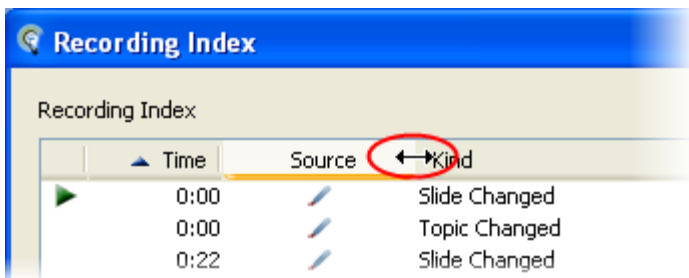 Recording Index
Recording Index
Time Source Kind
0:00 Slide Changed
0:00 Topic Changed
0:22 Slide Changed